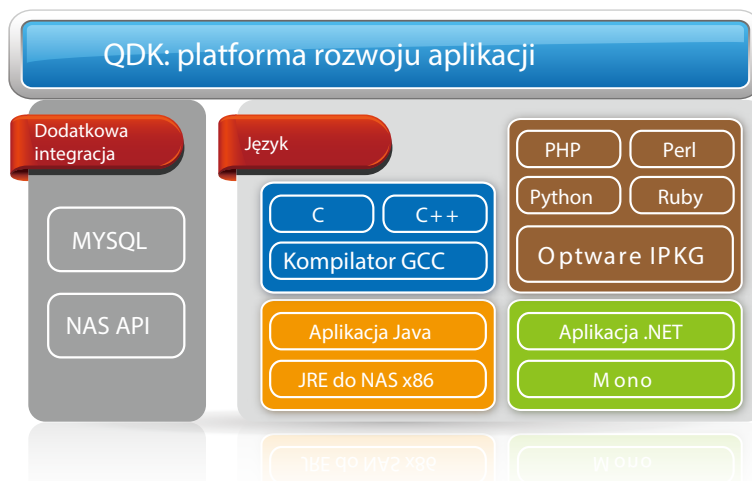 QDK: platforma rozwoju aplikacji
Dodatkowa
integracja
MYSQL
NAS API
Język
C
C++
Kompilator GCC
PHP
Perl
Python
Ruby
Optware IPKG
Aplikacja Java
JRE do NAS x86
Aplikacja .NET
Mono